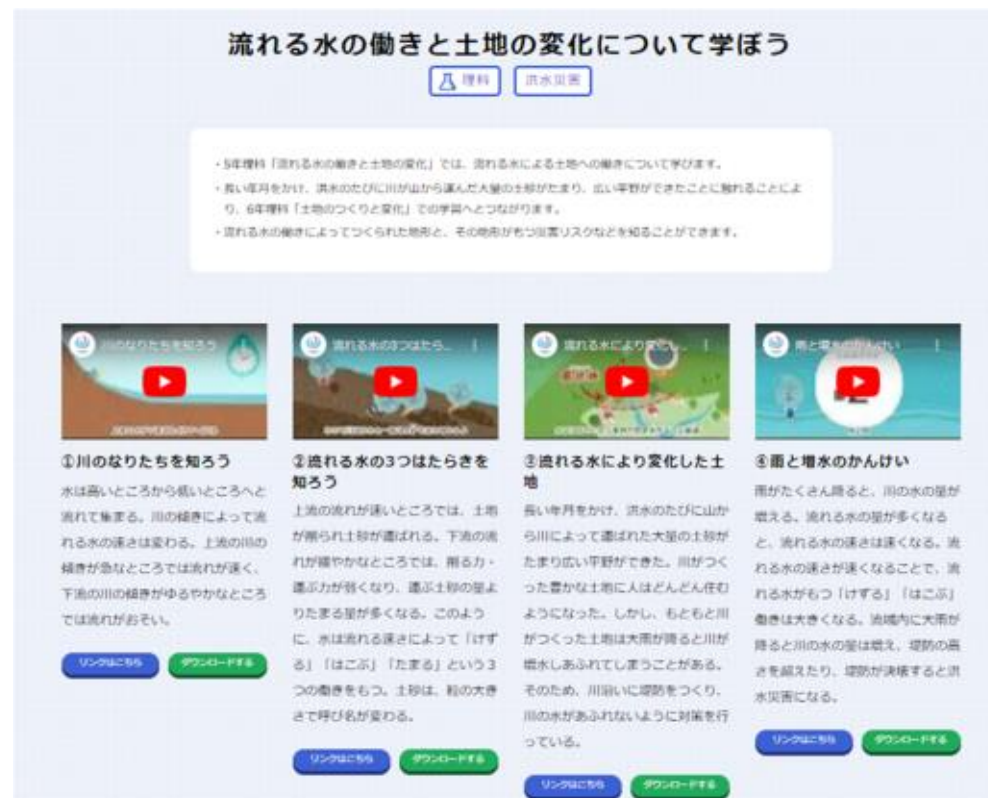 流れる水の働きと土地の変化について学ぼう
理科 洪水災害
・5年理科「流れる水の働きと土地の変化」では、流れる水による土地への働きについて学びます。
・長い年月をかけ、洪水のたびに川が山から運んだ大量の土砂がたまり、広い平野ができたことに触れることによ
り、6年理科「土地のつくりと変化」での学習へとつながります。
・流れる水の働きによってつくられた地形と、その地形がもつ災害リスクなどを知ることができます。
川のなりたちを知ろう
流れる水の3つはたら...
流れる水により変化し...
雨と増水のかんけい
①川のなりたちを知ろう
水は高いところから低いところへと
流れて集まる。川の傾きによって流
れる水の速さは変わる。上流の川の
傾きが急なところでは流れが速く、
下流の川の傾きがゆるやかなところ
では流れがおそい。
リンクはこちら ダウンロードする
②流れる水の3つはたらきを
知ろう
上流の流れが速いところでは、土地
が削られ土砂が運ばれる。下流の流
れが緩やかなところでは、削る力・
運ぶ力が弱くなり、運ぶ土砂の量よ
りたまる量が多くなる。このよう
に、水は流れる速さによって「けず
る」「はこぶ」「たまる」という3
つの働きをもつ。土砂は、粒の大き
さで呼び名が変わる。
リンクはこちら ダウンロードする
③流れる水により変化した土
地
長い年月をかけ、洪水のたびに山か
ら川によって運ばれた大量の土砂が
たまり広い平野ができた。川がつく
った豊かな土地に人はどんどん住む
ようになった。しかし、もともと川
がつくった土地は大雨が降ると川が
増水しあふれてしまうことがある。
そのため、川沿いに堤防をつくり、
川の水があふれないように対策を行
っている。
リンクはこちら ダウンロードする
④雨と増水のかんけい
雨がたくさん降ると、川の水の量が
増える。流れる水の量が多くなる
と、流れる水の速さは速くなる。流
れる水の速さが速くなることで、流
れる水がもつ「けずる」「はこぶ」
働きは大きくなる。流域内に大雨が
降ると川の水の量は増え、堤防の高
さを超えたり、堤防が決壊すると洪
水災害になる。
リンクはこちら ダウンロードする